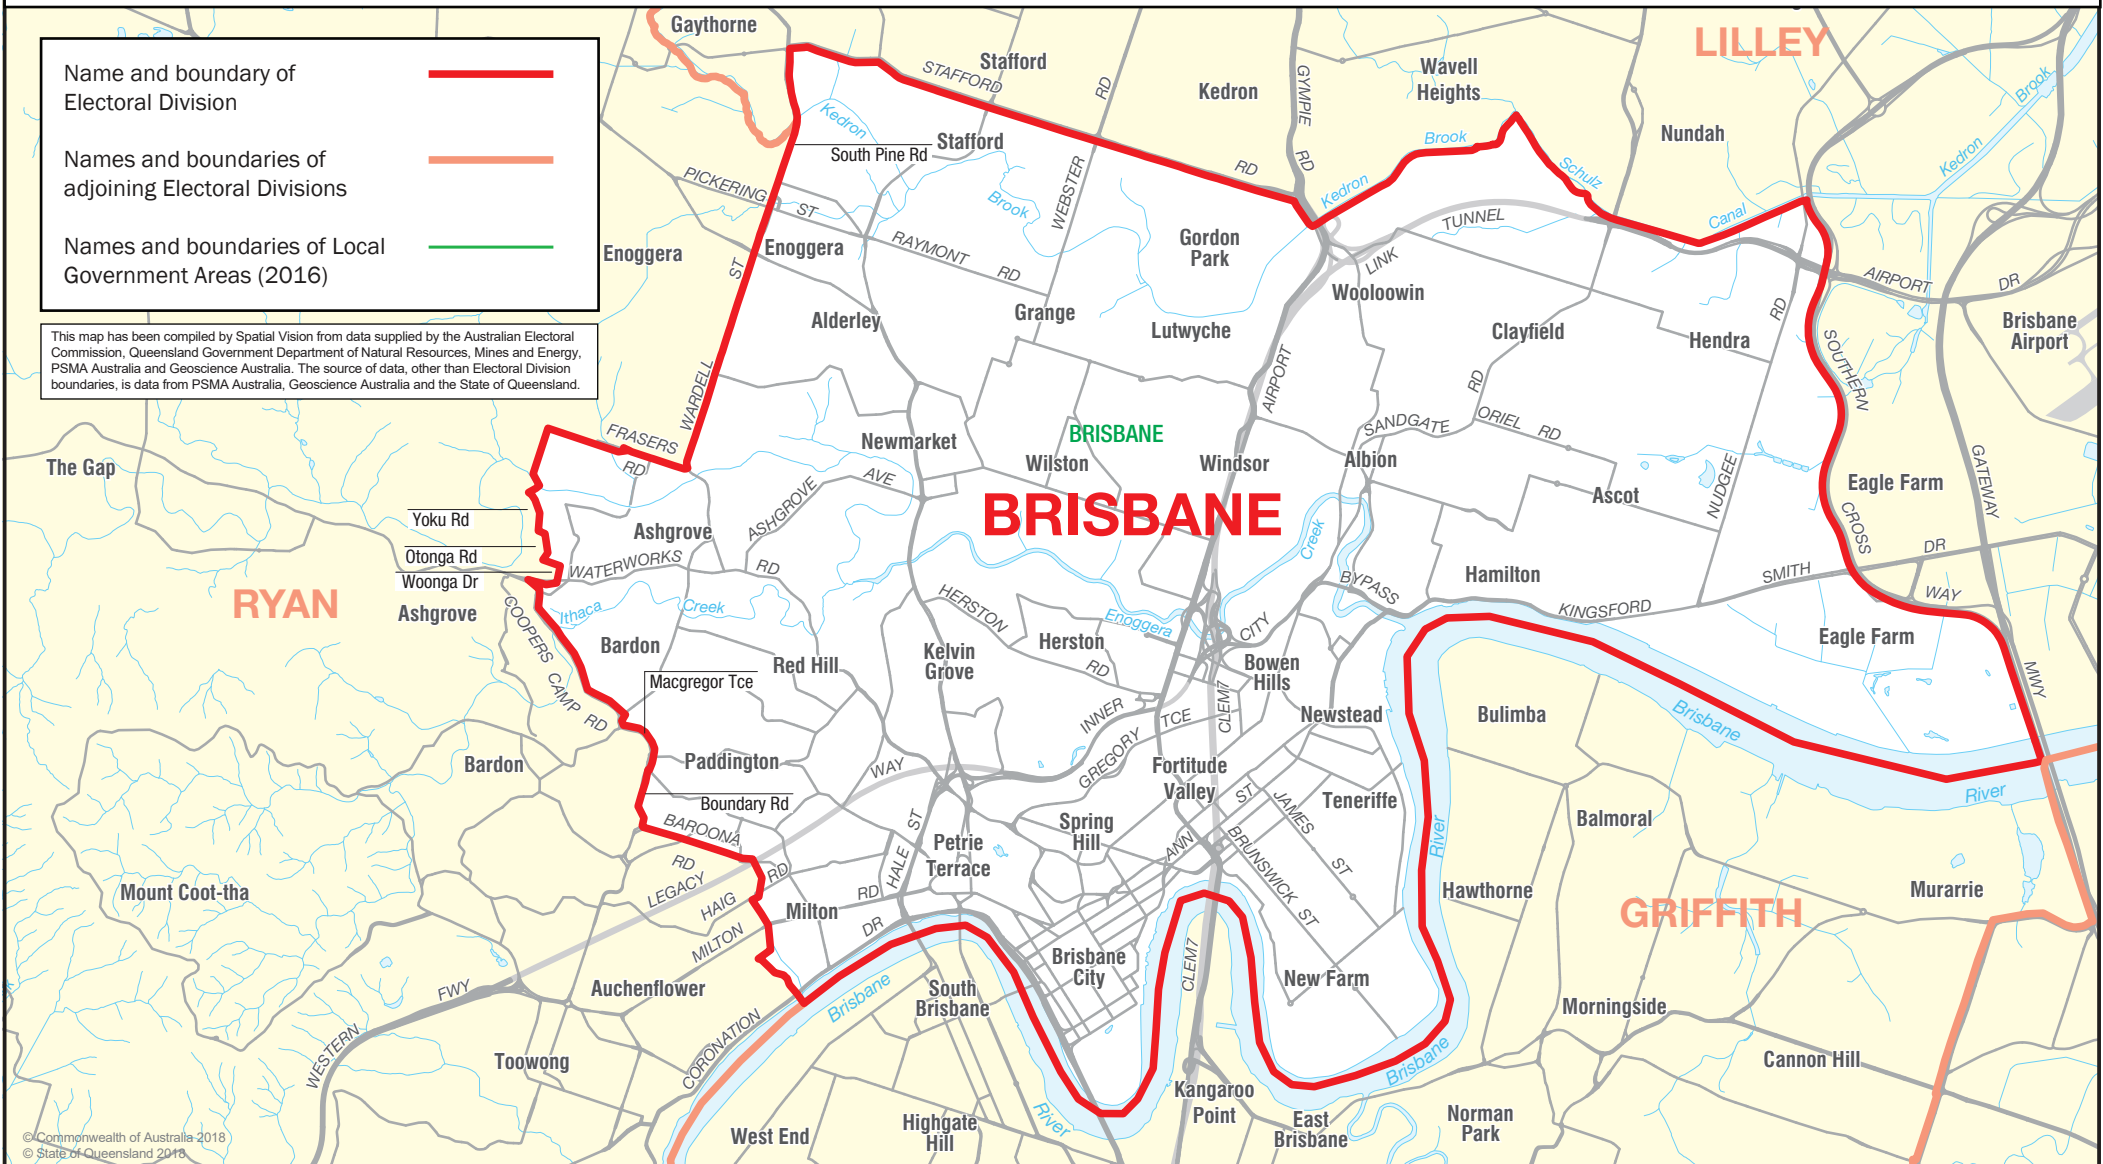 Name and boundary of
Electoral Division
Names and boundaries of
adjoining Electoral Divisions
Names and boundaries of Local
Government Areas (2016)
This map has been compiled by Spatial Vision from data supplied by the Australian Electoral
Commission, Queensland Government Department of Natural Resources, Mines and Energy,
PSMA Australia and Geoscience Australia. The source of data, other than Electoral Division
boundaries, is data from PSMA Australia, Geoscience Australia and the State of Queensland.
Gaythorne
Stafford
STAFFORD
RD
Kedron
GYMPIE
RD
Wavell
Heights
LILLEY
Nundah
Brook
Kedron
Kedron
Stafford
South Pine Rd
Brook
WEBSTER
RD
Kedron
Brook
Schulz
Canal
PICKERING
ST
Enoggera
Enoggera
ST
RAYMONT
RD
Gordon
Park
TUNNEL
LINK
Wooloowin
AIRPORT
DR
Brisbane
Airport
Alderley
Grange
Lutwyche
Clayfield
Hendra
RD
SOUTHERN
WARDELL
AIRPORT
RD
FRASERS
RD
Newmarket
BRISBANE
SANDGATE
ORIEL
RD
The Gap
Wilston
Windsor
Albion
AVE
Ascot
NUDGEE
Eagle Farm
GATEWAY
BRISBANE
Yoku Rd
Ashgrove
ASHGROVE
Creek
CROSS
Otonga Rd
WATERWORKS
RD
DR
Woonga Dr
RYAN
Ashgrove
COOPERS
CAMP
RD
Ithaca
Creek
HERSTON
RD
Enoggera
CITY
BYPASS
Hamilton
KINGSFORD
SMITH
WAY
Eagle Farm
Bardon
Red Hill
Kelvin
Grove
Herston
Bowen
Hills
MWY
Macgregor Tce
INNER
TCE
CLEM7
Newstead
Bulimba
Brisbane
River
Bardon
Paddington
WAY
GREGORY
Fortitude
Valley
Boundary Rd
ST
JAMES
ST
Teneriffe
Balmoral
BAROONA
RD
HALE
ST
Petrie
Terrace
Spring
Hill
ANN
BRUNSWICK
ST
River
Mount Coot-tha
LEGACY
HAIG
RD
Milton
RD
Hawthorne
GRIFFITH
Murarrie
MILTON
DR
Brisbane
City
CLEM7
New Farm
FWY
Auchenflower
Brisbane
South
Brisbane
Morningside
WESTERN
Toowong
CORONATION
Brisbane
Cannon Hill
Kangaroo
Point
West End
Highgate
Hill
River
East
Brisbane
Norman
Park
© Commonwealth of Australia 2018
© State of Queensland 2018